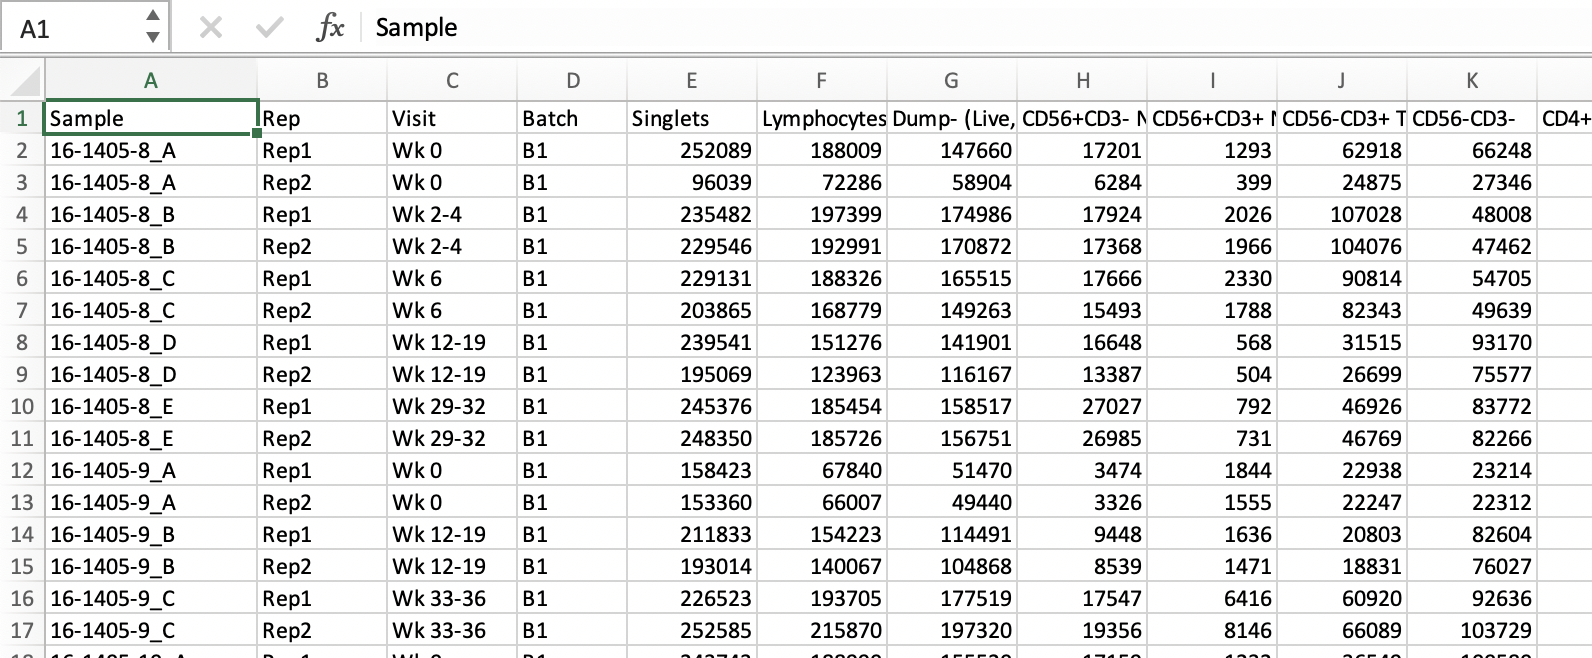 A1 fx Sample
A B C D E F G H I J K
1 Sample Rep Visit Batch Singlets Lymphocytes Dump- (Live, CD56+CD3- N CD56+CD3+ N CD56-CD3+ T CD56-CD3- CD4+
2 16-1405-8_A Rep1 Wk 0 B1 252089 188009 147660 17201 1293 62918 66248
3 16-1405-8_A Rep2 Wk 0 B1 96039 72286 58904 6284 399 24875 27346
4 16-1405-8_B Rep1 Wk 2-4 B1 235482 197399 174986 17924 2026 107028 48008
5 16-1405-8_B Rep2 Wk 2-4 B1 229546 192991 170872 17368 1966 104076 47462
6 16-1405-8_C Rep1 Wk 6 B1 229131 188326 165515 17666 2330 90814 54705
7 16-1405-8_C Rep2 Wk 6 B1 203865 168779 149263 15493 1788 82343 49639
8 16-1405-8_D Rep1 Wk 12-19 B1 239541 151276 141901 16648 568 31515 93170
9 16-1405-8_D Rep2 Wk 12-19 B1 195069 123963 116167 13387 504 26699 75577
10 16-1405-8_E Rep1 Wk 29-32 B1 245376 185454 158517 27027 792 46926 83772
11 16-1405-8_E Rep2 Wk 29-32 B1 248350 185726 156751 26985 731 46769 82266
12 16-1405-9_A Rep1 Wk 0 B1 158423 67840 51470 3474 1844 22938 23214
13 16-1405-9_A Rep2 Wk 0 B1 153360 66007 49440 3326 1555 22247 22312
14 16-1405-9_B Rep1 Wk 12-19 B1 211833 154223 114491 9448 1636 20803 82604
15 16-1405-9_B Rep2 Wk 12-19 B1 193014 140067 104868 8539 1471 18831 76027
16 16-1405-9_C Rep1 Wk 33-36 B1 226523 193705 177519 17547 6416 60920 92636
17 16-1405-9_C Rep2 Wk 33-36 B1 252585 215870 197320 19356 8146 66089 103729